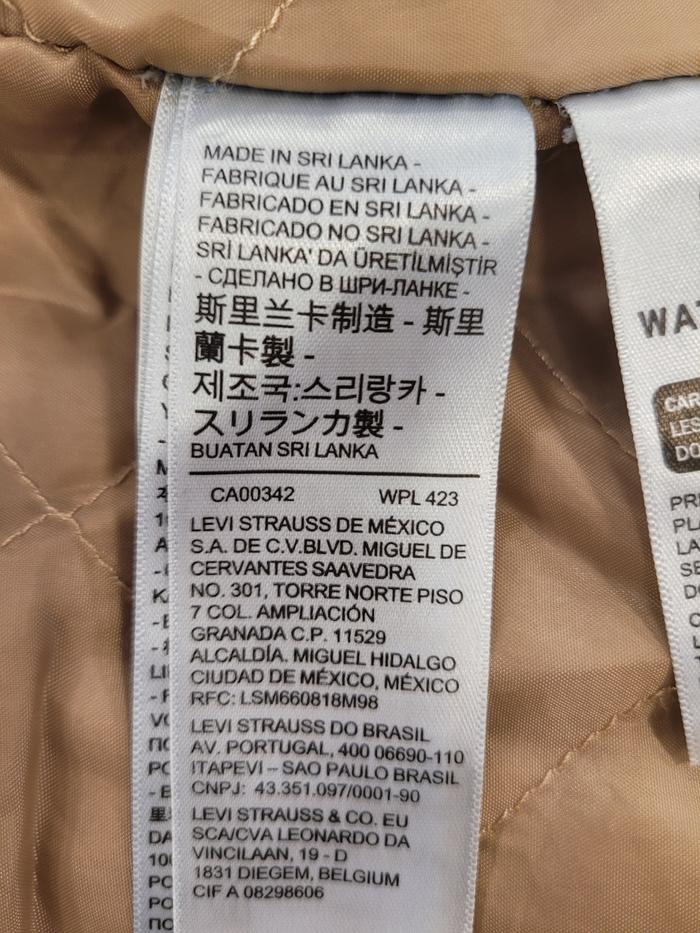 MADE IN SRI LANKA -
FABRIQUE AU SRI LANKA -
FABRICADO EN SRI LANKA -
FABRICADO NO SRI LANKA -
SRİ LANKA' DA ÜRETİLMİŞTİR
- СДЕЛАНО В ШРИ-ЛАНКЕ -
斯里兰卡制造 - 斯里
蘭卡製 -
제조국:스리랑카 -
スリランカ製 -
BUATAN SRI LANKA
CA00342 WPL 423
LEVI STRAUSS DE MÉXICO
S.A. DE C.V.BLVD. MIGUEL DE
CERVANTES SAAVEDRA
NO. 301, TORRE NORTE PISO
7 COL. AMPLIACIÓN
GRANADA C.P. 11529
ALCALDÍA. MIGUEL HIDALGO
CIUDAD DE MÉXICO, MÉXICO
RFC: LSM660818M98
LEVI STRAUSS DO BRASIL
AV. PORTUGAL, 400 06690-110
ITAPEVI – SAO PAULO BRASIL
CNPJ: 43.351.097/0001-90
LEVI STRAUSS & CO. EU
SCA/CVA LEONARDO DA
VINCILAAN, 19 - D
1831 DIEGEM, BELGIUM
CIF A 08298606